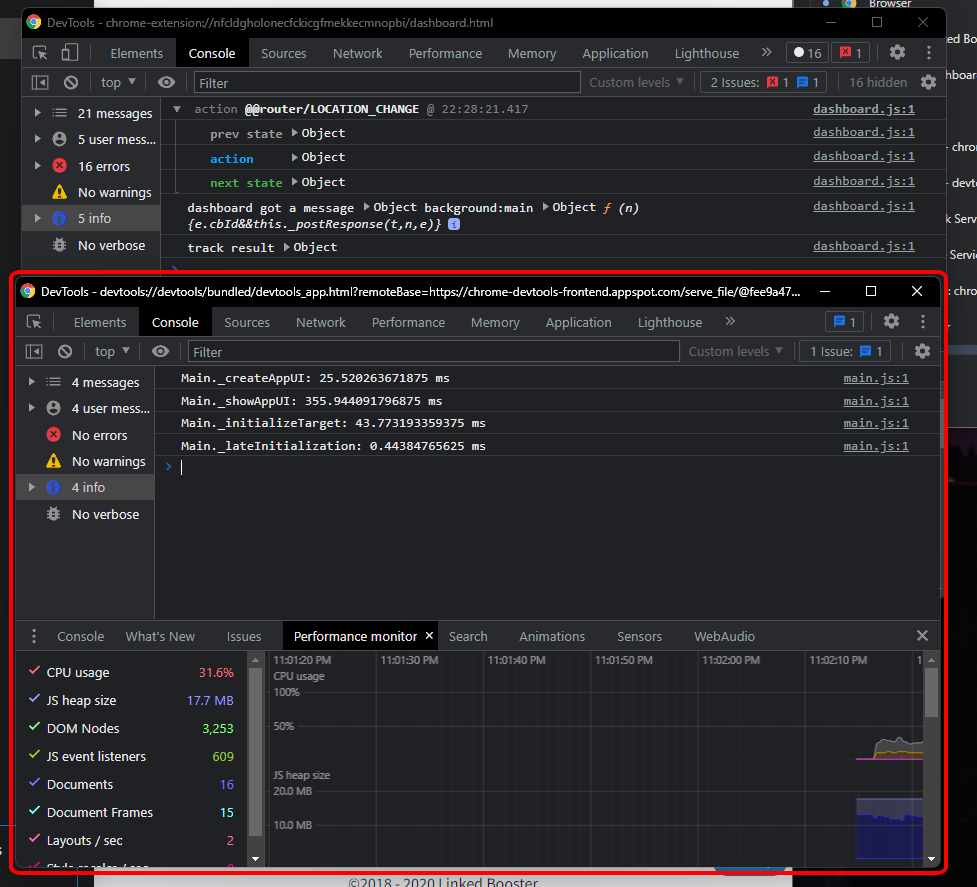 DevTools - chrome-extension://nfcldgholonecfckicgfmekkecmnopbi/dashboard.html
Browser
Elements Console Sources Network Performance Memory Application Lighthouse » 16 1
top Filter Custom levels 2 Issues: 1 1 16 hidden
21 messages
5 user mess...
16 errors
No warnings
5 info
No verbose
action @@router/LOCATION_CHANGE @ 22:28:21.417 dashboard.js:1
prev state Object dashboard.js:1
action Object dashboard.js:1
next state Object dashboard.js:1
dashboard got a message Object background:main Object ƒ (n) dashboard.js:1
{e.cbId&&this._postResponse(t,n,e)} i
track result Object dashboard.js:1
DevTools - devtools://devtools/bundled/devtools_app.html?remoteBase=https://chrome-devtools-frontend.appspot.com/serve_file/@fee9a47...
Elements Console Sources Network Performance Memory Application Lighthouse » 1
top Filter Custom levels 1 Issue: 1
4 messages
4 user mess...
No errors
No warnings
4 info
No verbose
Main._createAppUI: 25.520263671875 ms main.js:1
Main._showAppUI: 355.944091796875 ms main.js:1
Main._initializeTarget: 43.773193359375 ms main.js:1
Main._lateInitialization: 0.44384765625 ms main.js:1
Console What's New Issues Performance monitor × Search Animations Sensors WebAudio
CPU usage 31.6%
JS heap size 17.7 MB
DOM Nodes 3,253
JS event listeners 609
Documents 16
Document Frames 15
Layouts / sec 2
11:01:20 PM 11:01:30 PM 11:01:40 PM 11:01:50 PM 11:02:00 PM 11:02:10 PM 1
CPU usage
100%
50%
JS heap size
20.0 MB
10.0 MB
©2018 - 2020 Linked Booster